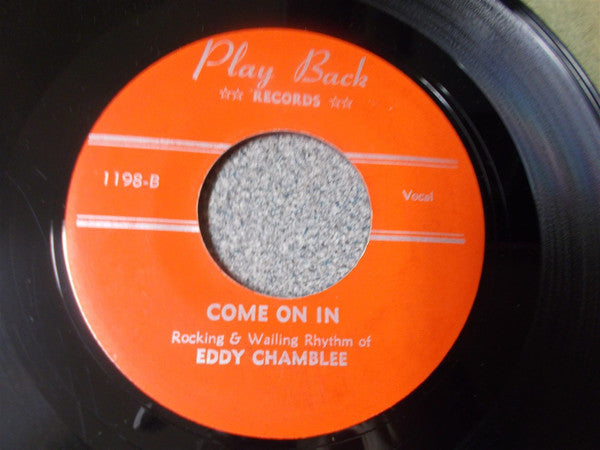 Play Back
☆☆ RECORDS ☆☆
1198-B
Vocal
COME ON IN
Rocking & Wailing Rhythm of
EDDY CHAMBLEE